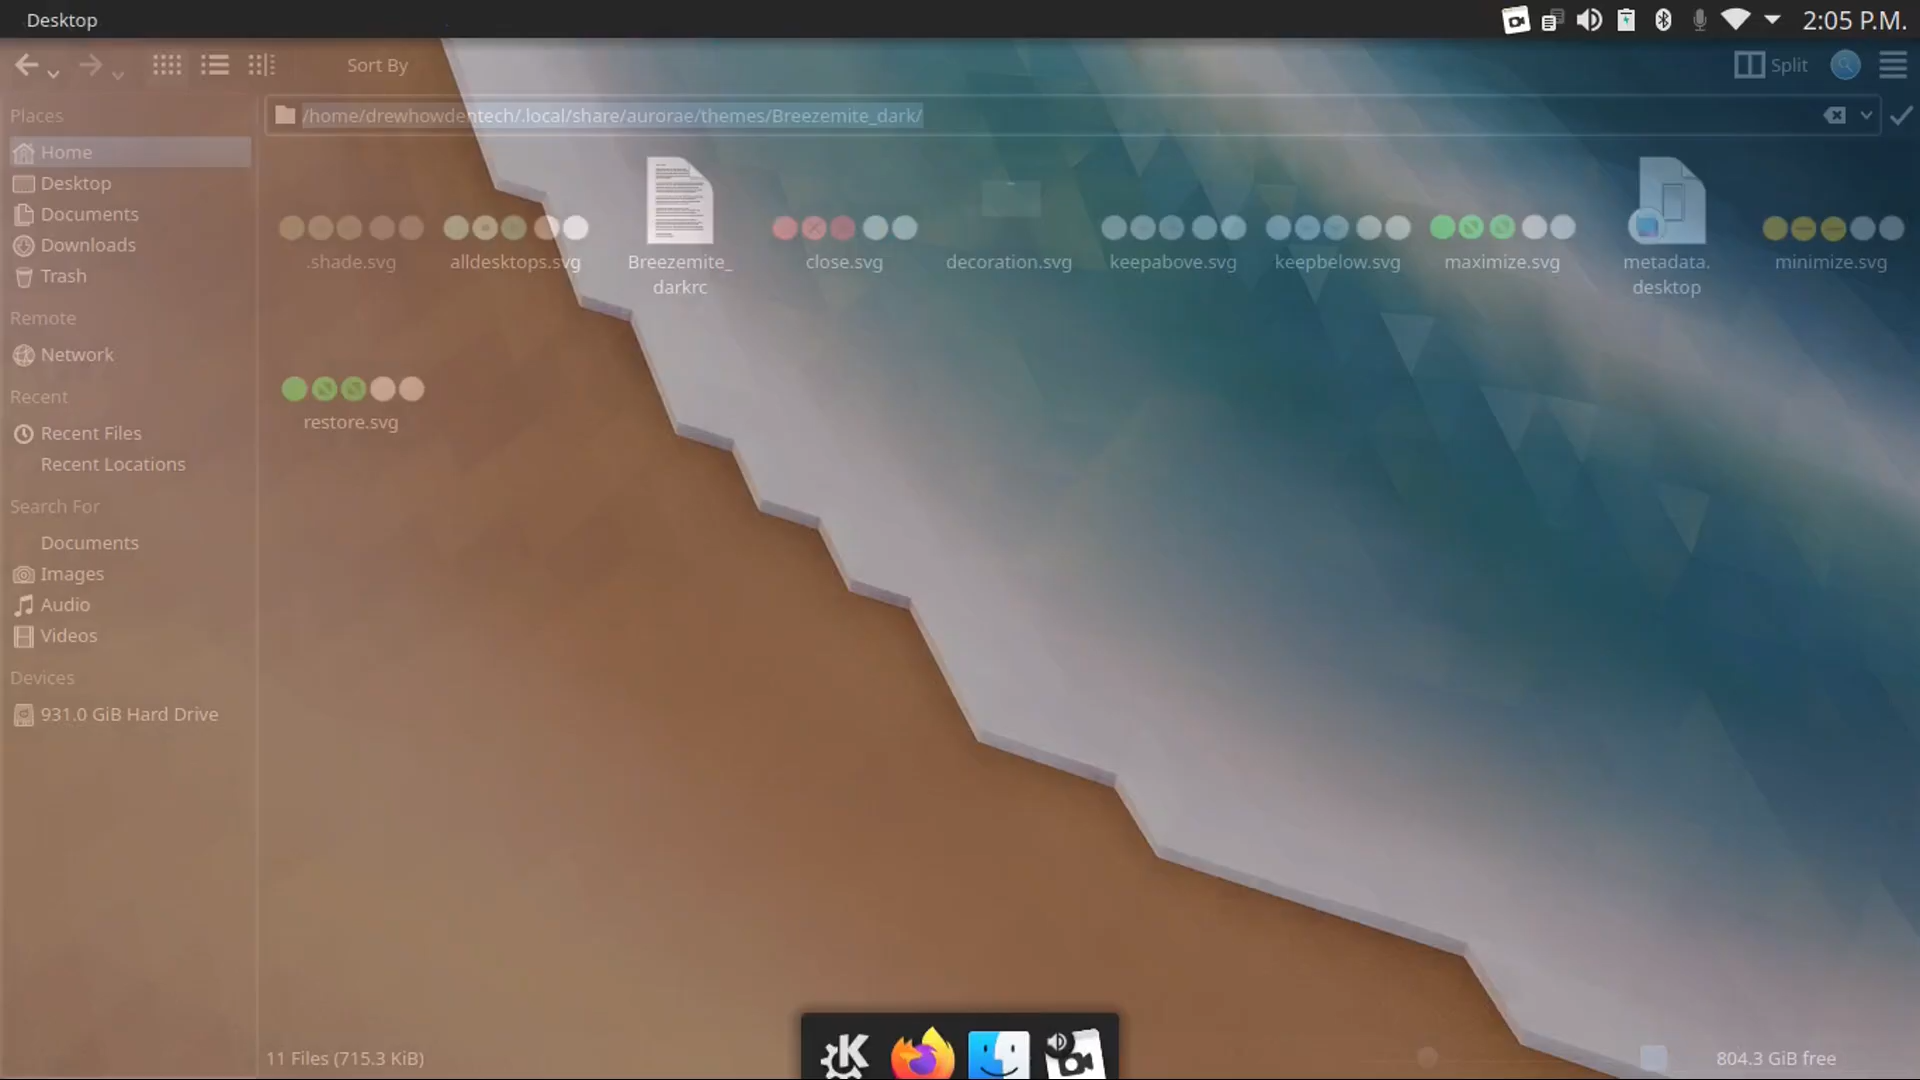 Desktop
2:05 P.M.
Sort By
Split
Places
/home/drewhowdentech/.local/share/aurorae/themes/Breezemite_dark/
Home
Desktop
Documents
Downloads
Trash
Remote
Network
Recent
Recent Files
Recent Locations
Search For
Documents
Images
Audio
Videos
Devices
931.0 GiB Hard Drive
.shade.svg
alldesktops.svg
Breezemite_
darkrc
close.svg
decoration.svg
keepabove.svg
keepbelow.svg
maximize.svg
metadata.
desktop
minimize.svg
restore.svg
11 Files (715.3 KiB)
804.3 GiB free